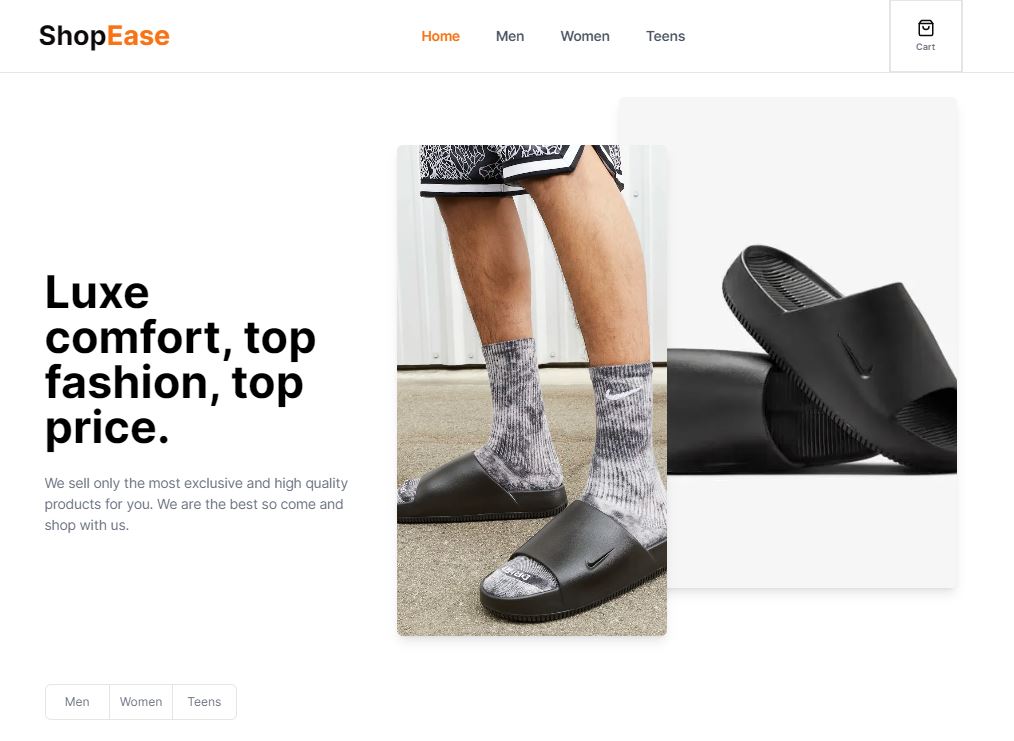 ShopEase
Home Men Women Teens
Cart
Luxe
comfort, top
fashion, top
price.
We sell only the most exclusive and high quality
products for you. We are the best so come and
shop with us.
Men Women Teens